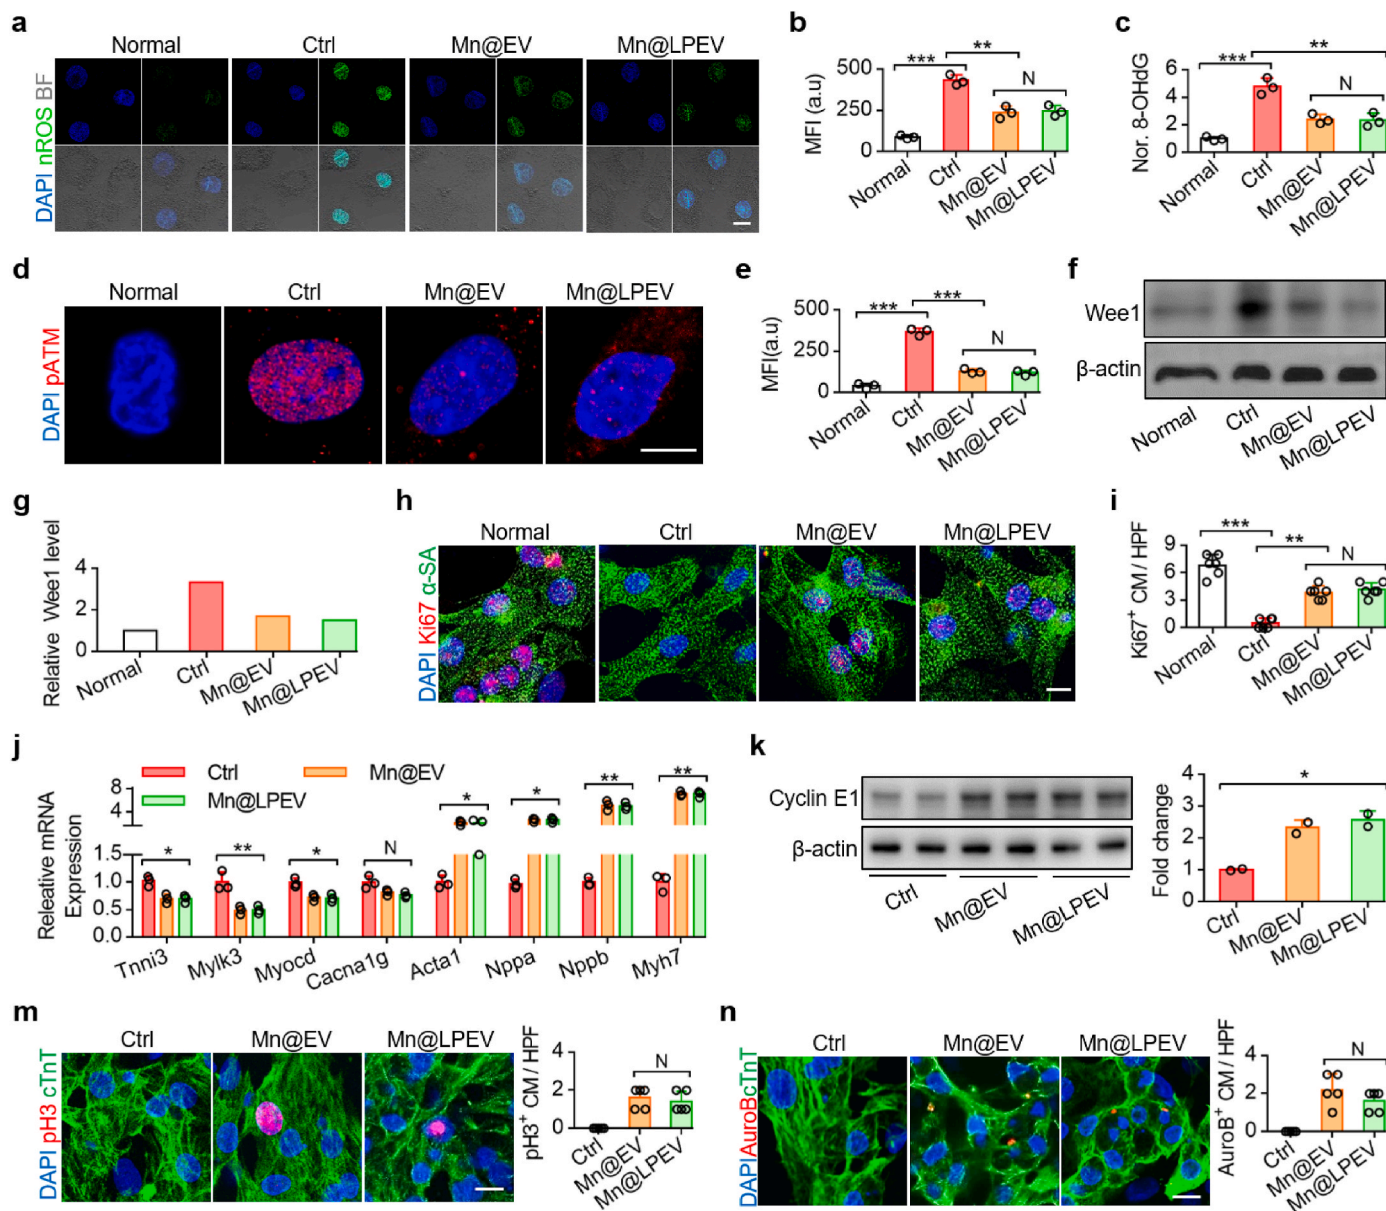 a
Normal
Ctrl
Mn@EV
Mn@LPEV
DAPI nROS BF
b
MFI (a.u)
500
250
0
***
**
N
Normal
Ctrl
Mn@EV
Mn@LPEV
c
Nor. 8-OHdG
6
4
2
0
***
**
N
Normal
Ctrl
Mn@EV
Mn@LPEV
d
Normal
Ctrl
Mn@EV
Mn@LPEV
DAPI pATM
e
MFI(a.u)
500
250
0
***
***
N
Normal
Ctrl
Mn@EV
Mn@LPEV
f
Wee1
β-actin
Normal
Ctrl
Mn@EV
Mn@LPEV
g
Relative Wee1 level
4
2
0
Normal
Ctrl
Mn@EV
Mn@LPEV
h
Normal
Ctrl
Mn@EV
Mn@LPEV
DAPI Ki67 α-SA
i
Ki67+ CM / HPF
9
6
3
0
***
**
N
Normal
Ctrl
Mn@EV
Mn@LPEV
j
Ctrl
Mn@EV
Mn@LPEV
Releative mRNA
Expression
8
4
1.5
1.0
0.5
0.0
*
**
*
N
*
*
**
**
Tnni3
Mylk3
Myocd
Cacna1g
Acta1
Nppa
Nppb
Myh7
k
Cyclin E1
β-actin
Ctrl
Mn@EV
Mn@LPEV
Fold change
4
3
2
1
0
*
Ctrl
Mn@EV
Mn@LPEV
m
Ctrl
Mn@EV
Mn@LPEV
DAPI pH3 cTnT
pH3+ CM / HPF
4
2
0
N
Ctrl
Mn@EV
Mn@LPEV
n
Ctrl
Mn@EV
Mn@LPEV
DAPIAuroBcTnT
AuroB+ CM / HPF
4
2
0
N
Ctrl
Mn@EV
Mn@LPEV